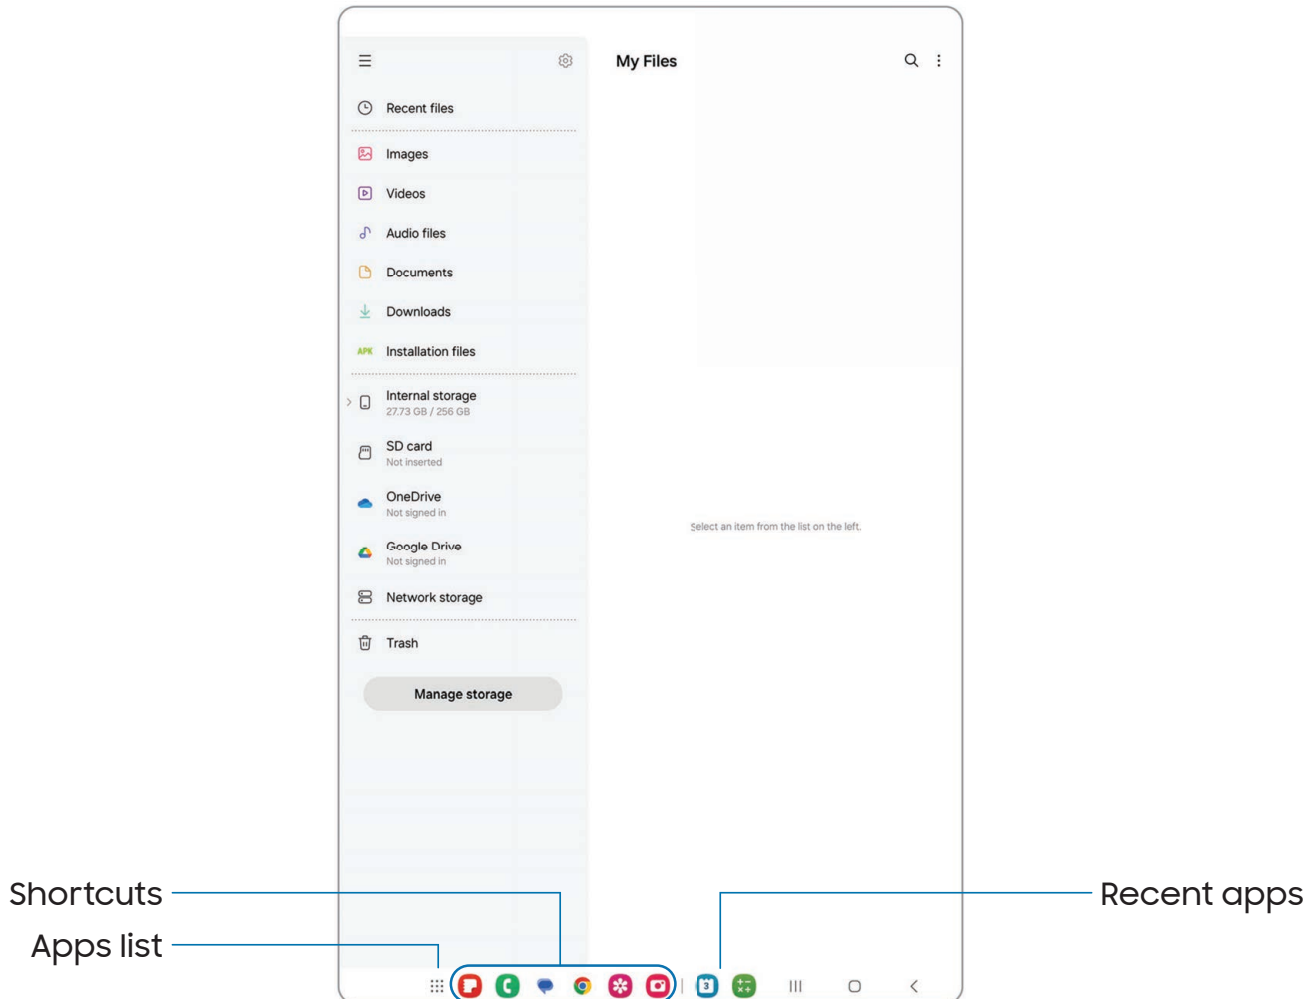 My Files
Recent files
Images
Videos
Audio files
Documents
Downloads
APK Installation files
Internal storage
27.73 GB / 256 GB
SD card
Not inserted
OneDrive
Not signed in
Google Drive
Not signed in
Network storage
Trash
Manage storage
Select an item from the list on the left.
Shortcuts
Apps list
Recent apps
3